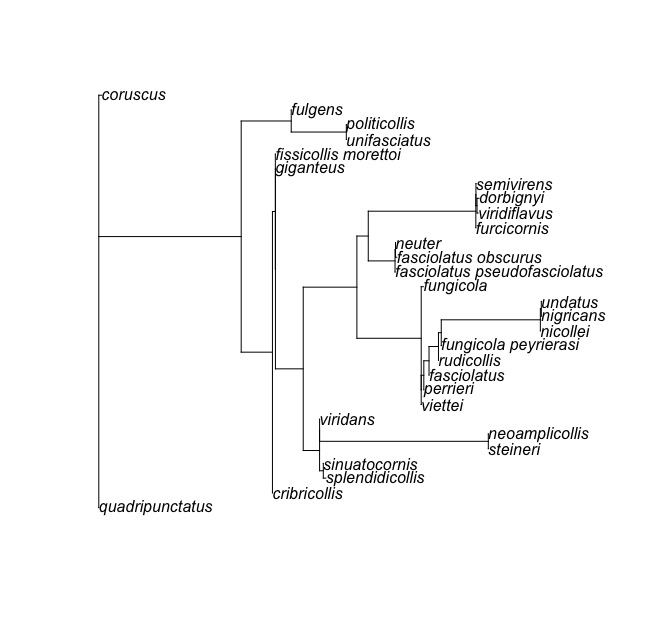 coruscus
fulgens
politicollis
unifasciatus
fissicollis morettoi
giganteus
semivirens
dorbignyi
viridiflavus
furcicornis
neuter
fasciolatus obscurus
fasciolatus pseudofasciolatus
fungicola
undatus
nigricans
nicollei
fungicola peyrierasi
rudicollis
fasciolatus
perrieri
viettei
viridans
neoamplicollis
steineri
sinuatocornis
splendidicollis
cribricollis
quadripunctatus